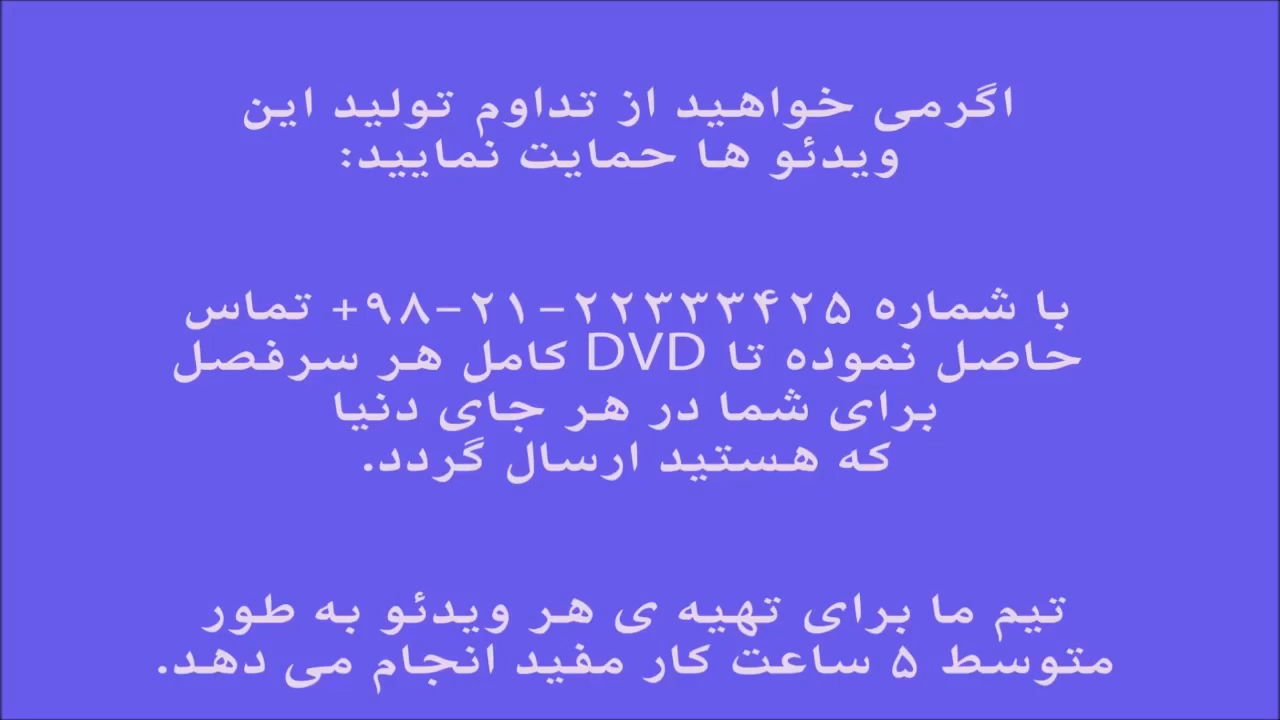 اگرمی خواهید از تداوم تولید این
ویدئو ها حمایت نمایید:
با شماره ۲۲۳۳۳۴۲۵-۲۱-۹۸+ تماس
حاصل نموده تا DVD کامل هر سرفصل
برای شما در هر جای دنیا
که هستید ارسال گردد.
تیم ما برای تهیه ی هر ویدئو به طور
متوسط ۵ ساعت کار مفید انجام می دهد.